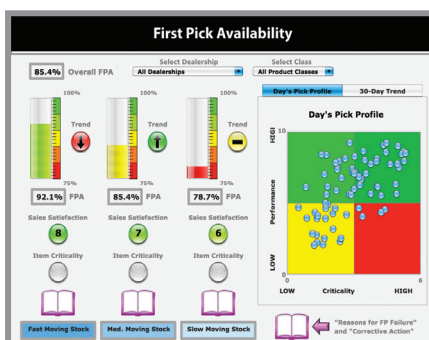 First Pick Availability
85.4% Overall FPA
Select Dealership
All Dealerships
Select Class
All Product Classes
100% 100% 100%
Trend Trend Trend
75% 75% 75%
92.1% FPA 85.4% FPA 78.7% FPA
Sales Satisfaction Sales Satisfaction Sales Satisfaction
8 7 6
Item Criticality Item Criticality Item Criticality
Fast Moving Stock Med. Moving Stock Slow Moving Stock
Day's Pick Profile 30-Day Trend
Day's Pick Profile
10
HIGI
Performance
LOW
0 6
LOW Criticality HIGH
"Reasons for FP Failure"
and "Corrective Action"